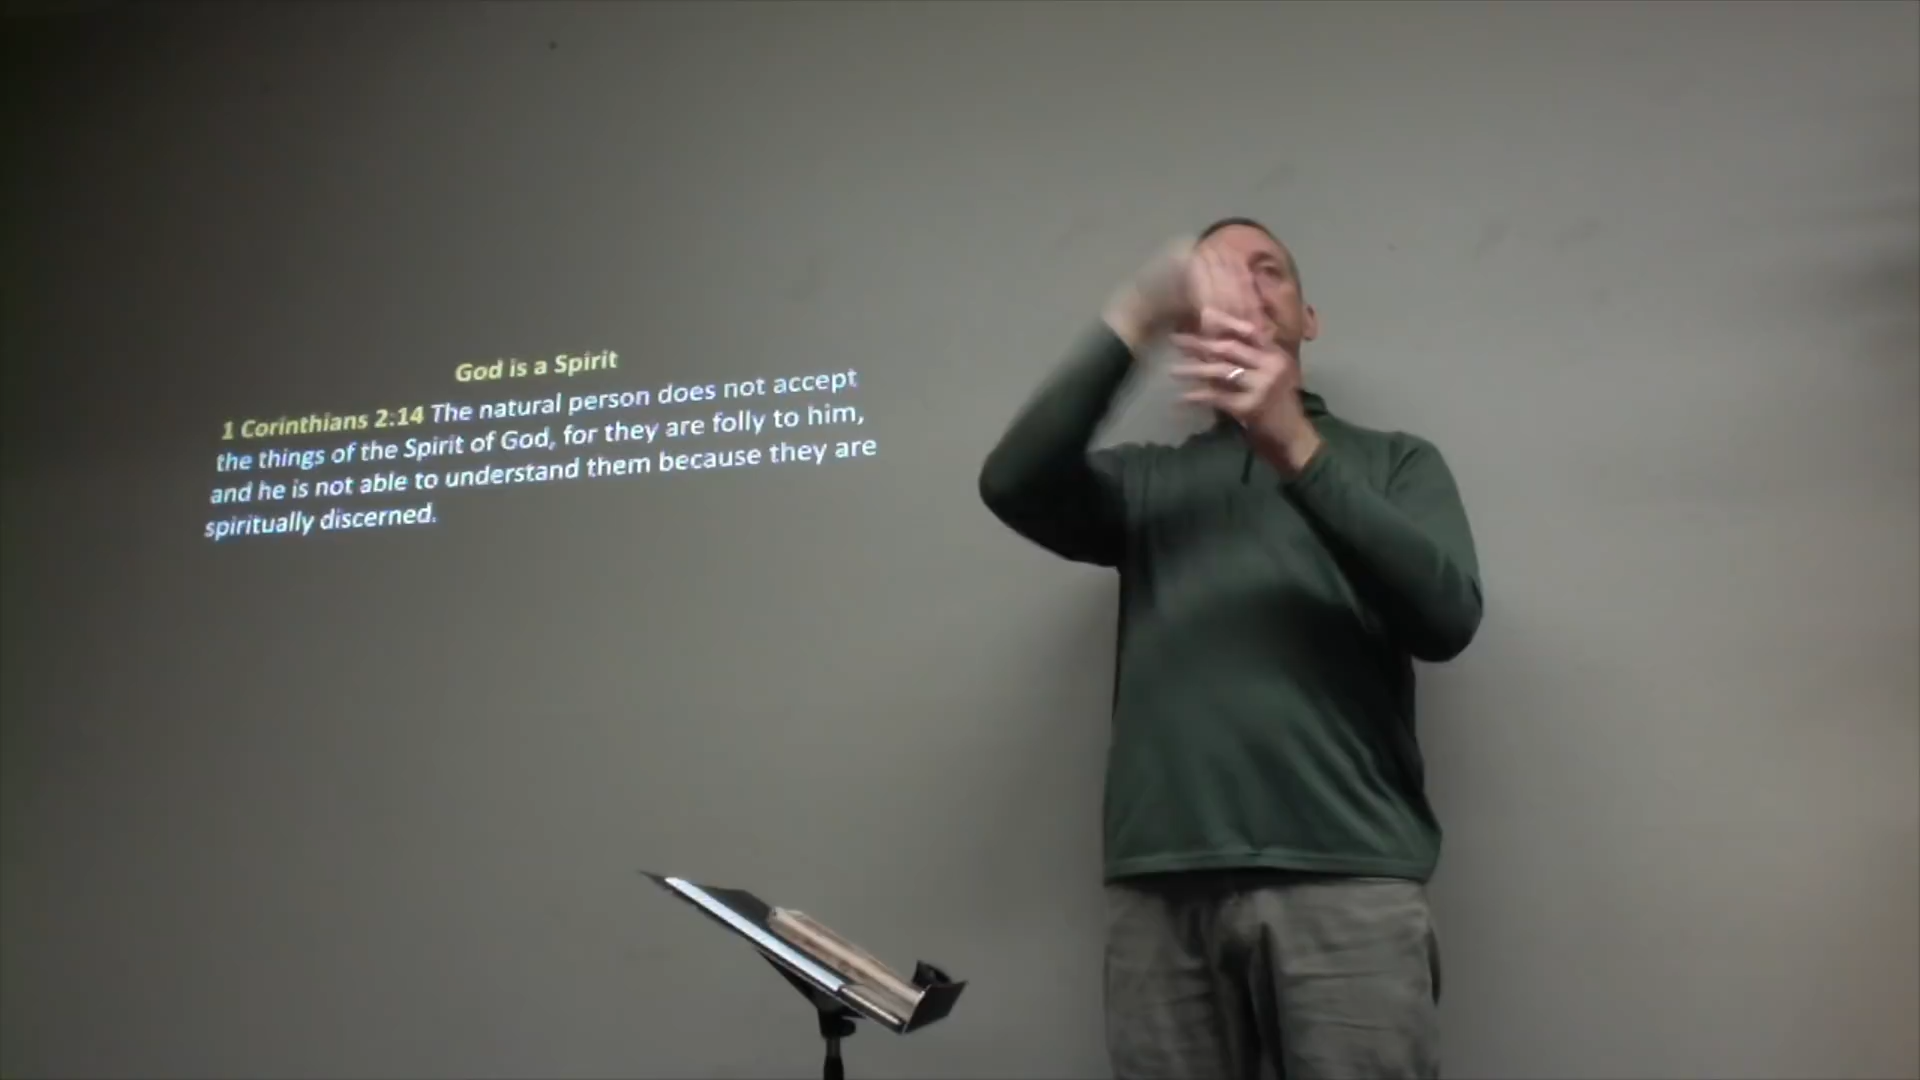 God is a Spirit
1 Corinthians 2:14 The natural person does not accept
the things of the Spirit of God, for they are folly to him,
and he is not able to understand them because they are
spiritually discerned.